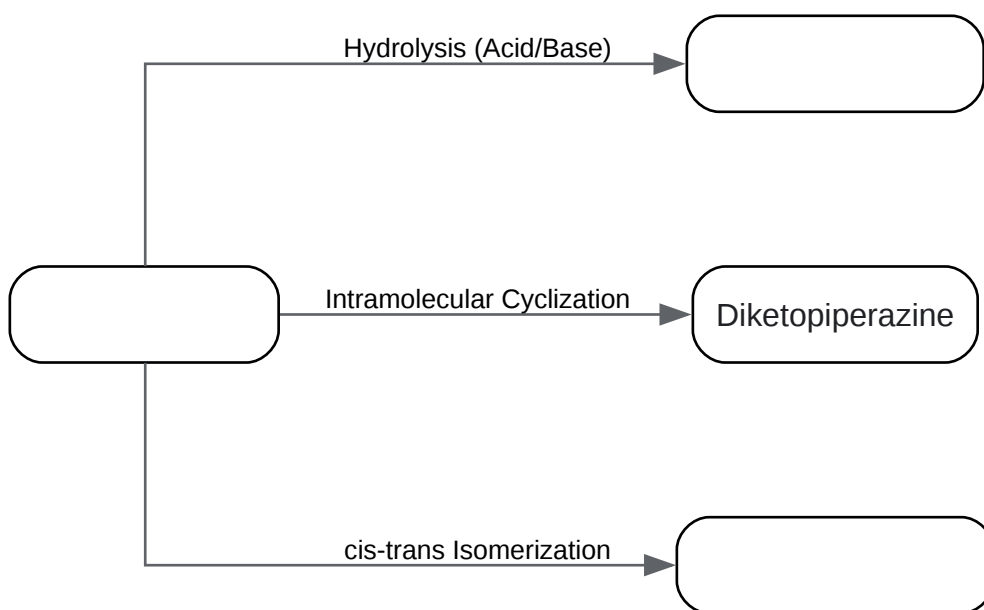 Hydrolysis (Acid/Base)
Intramolecular Cyclization
Diketopiperazine
cis-trans Isomerization